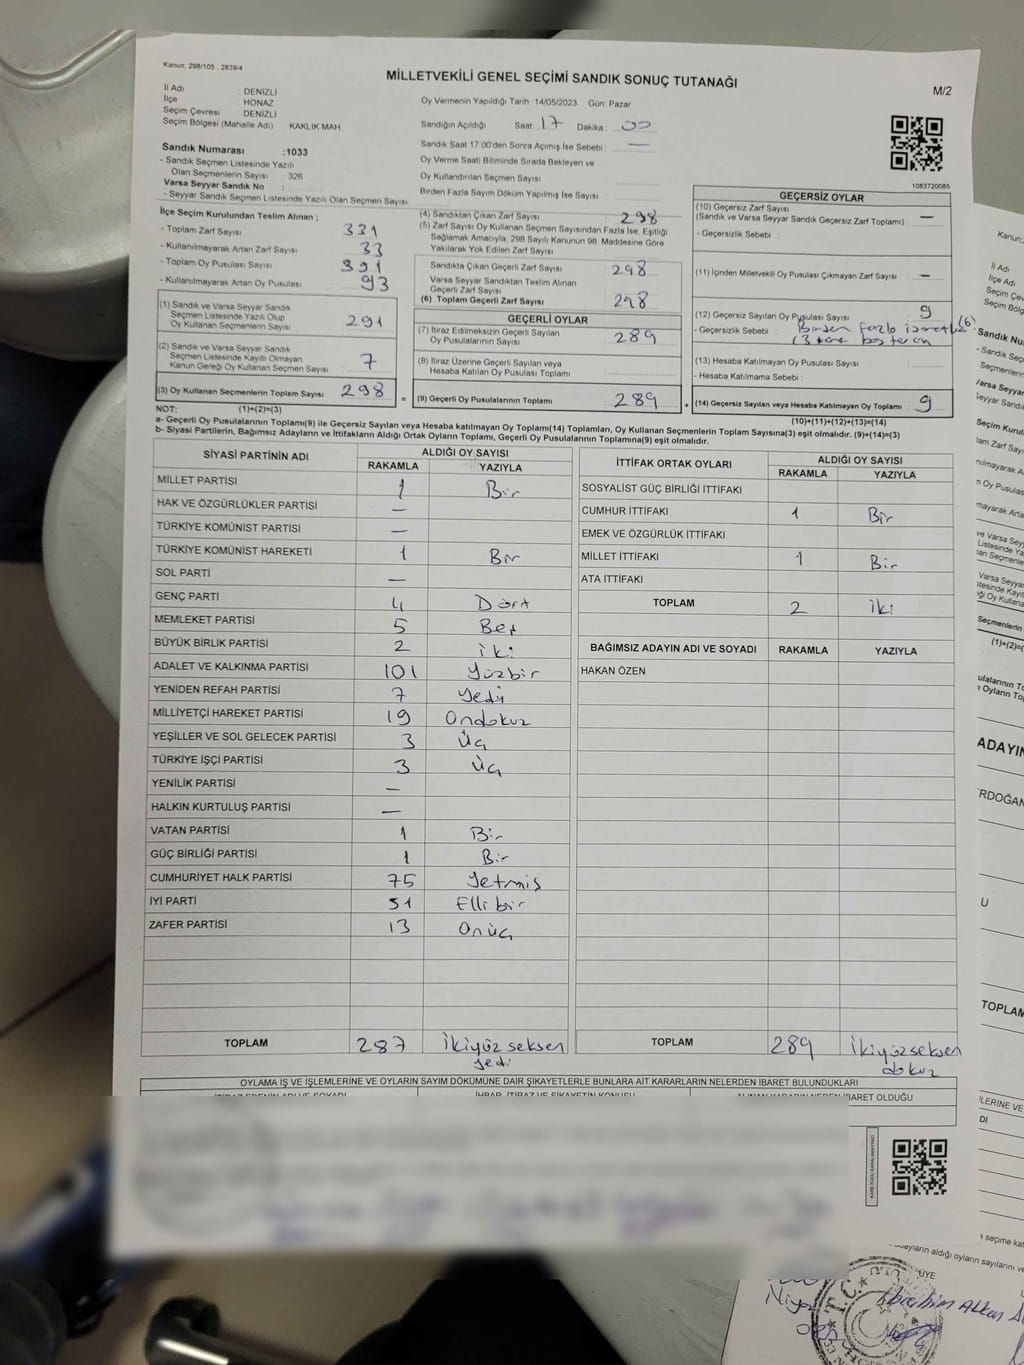 Kanun; 298/105 , 2839/4
MİLLETVEKİLİ GENEL SEÇİMİ SANDIK SONUÇ TUTANAĞI
M/2
İl Adı : DENİZLİ
İlçe : HONAZ
Seçim Çevresi : DENİZLİ
Seçim Bölgesi (Mahalle Adı) : KAKLIK MAH
Sandık Numarası :1033
- Sandık Seçmen Listesinde Yazılı
Olan Seçmenlerin Sayısı : 326
Varsa Seyyar Sandık No :
- Seyyar Sandık Seçmen Listesinde Yazılı Olan Seçmen Sayısı
Oy Vermenin Yapıldığı Tarih :14/05/2023 Gün: Pazar
Sandığın Açıldığı Saat : 17 Dakika : 00
Sandık Saat 17.00'den Sonra Açımış İse Sebebi : —
Oy Verme Saati Bitiminde Sırada Bekleyen ve
Oy Kullandırılan Seçmen Sayısı :
Birden Fazla Sayım Döküm Yapılmış İse Sayısı :
1083720085
İlçe Seçim Kurulundan Teslim Alınan ;
- Toplam Zarf Sayısı : 331
- Kullanılmayarak Artan Zarf Sayısı : 33
- Toplam Oy Pusulası Sayısı : 391
- Kullanılmayarak Artan Oy Pusulası : 93
(1) Sandık ve Varsa Seyyar Sandık
Seçmen Listesinde Yazılı Olup
Oy Kullanan Seçmenlerin Sayısı : 291
(2) Sandık ve Varsa Seyyar Sandık
Seçmen Listesinde Kayıtlı Olmayan
Kanun Gereği Oy Kullanan Seçmen Sayısı : 7
(3) Oy Kullanan Seçmenlerin Toplam Sayısı : 298
(4) Sandıktan Çıkan Zarf Sayısı : 298
(5) Zarf Sayısı Oy Kullanan Seçmen Sayısından Fazla İse, Eşitliği
Sağlamak Amacıyla, 298 Sayılı Kanunun 98. Maddesine Göre
Yakılarak Yok Edilen Zarf Sayısı :
Sandıkta Çıkan Geçerli Zarf Sayısı : 298
Varsa Seyyar Sandıktan Teslim Alınan
Geçerli Zarf Sayısı
(6) Toplam Geçerli Zarf Sayısı : 298
GEÇERLİ OYLAR
(7) İtiraz Edilmeksizin Geçerli Sayılan
Oy Pusulalarının Sayısı : 289
(8) İtiraz Üzerine Geçerli Sayılan veya
Hesaba Katılan Oy Pusulası Toplamı :
= (9) Geçerli Oy Pusulalarının Toplamı : 289
GEÇERSİZ OYLAR
(10) Geçersiz Zarf Sayısı
(Sandık ve Varsa Seyyar Sandık Geçersiz Zarf Toplamı) : —
- Geçersizlik Sebebi :
(11) İçinden Milletvekili Oy Pusulası Çıkmayan Zarf Sayısı : —
(12) Geçersiz Sayılan Oy Pusulası Sayısı : 9
- Geçersizlik Sebebi : Birden fazla (6)
(3
(13) Hesaba Katılmayan Oy Pusulası Sayısı :
- Hesaba Katılmama Sebebi :
+ (14) Geçersiz Sayılan veya Hesaba Katılmayan Oy Toplamı : 9
NOT: (1)+(2)=(3)
(10)+(11)+(12)+(13)=(14)
a- Geçerli Oy Pusulalarının Toplamı(9) ile Geçersiz Sayılan veya Hesaba katılmayan Oy Toplamı(14) Toplamları, Oy Kullanan Seçmenlerin Toplam Sayısına(3) eşit olmalıdır. (9)+(14)=(3)
b- Siyasi Partilerin, Bağımsız Adayların ve İttifakların Aldığı Ortak Oyların Toplamı, Geçerli Oy Pusulalarının Toplamına(9) eşit olmalıdır.
SİYASİ PARTİNİN ADI ALDIĞI OY SAYISI
RAKAMLA YAZIYLA
MİLLET PARTİSİ 1 Bir
HAK VE ÖZGÜRLÜKLER PARTİSİ —
TÜRKİYE KOMÜNİST PARTİSİ —
TÜRKİYE KOMÜNİST HAREKETİ 1 Bir
SOL PARTİ —
GENÇ PARTİ 4 Dört
MEMLEKET PARTİSİ 5 Beş
BÜYÜK BİRLİK PARTİSİ 2 iki
ADALET VE KALKINMA PARTİSİ 101 Yüzbir
YENİDEN REFAH PARTİSİ 7 Yedi
MİLLİYETÇİ HAREKET PARTİSİ 19 Ondokuz
YEŞİLLER VE SOL GELECEK PARTİSİ 3 Üç
TÜRKİYE İŞÇİ PARTİSİ 3 Üç
YENİLİK PARTİSİ —
HALKIN KURTULUŞ PARTİSİ —
VATAN PARTİSİ 1 Bir
GÜÇ BİRLİĞİ PARTİSİ 1 Bir
CUMHURİYET HALK PARTİSİ 75 Yetmiş
İYİ PARTİ 51 Elli bir
ZAFER PARTİSİ 13 Onüç
TOPLAM 287 İkiyüz seksen
yedi
İTTİFAK ORTAK OYLARI ALDIĞI OY SAYISI
RAKAMLA YAZIYLA
SOSYALİST GÜÇ BİRLİĞİ İTTİFAKI
CUMHUR İTTİFAKI 1 Bir
EMEK VE ÖZGÜRLÜK İTTİFAKI
MİLLET İTTİFAKI 1 Bir
ATA İTTİFAKI
TOPLAM 2 iki
BAĞIMSIZ ADAYIN ADI VE SOYADI RAKAMLA YAZIYLA
HAKAN ÖZEN
TOPLAM 289 İkiyüzseksen
dokuz
OYLAMA İŞ VE İŞLEMLERİNE VE OYLARIN SAYIM DÖKÜMÜNE DAİR ŞİKAYETLERLE BUNLARA AİT KARARLARIN NELERDEN İBARET BULUNDUKLARI